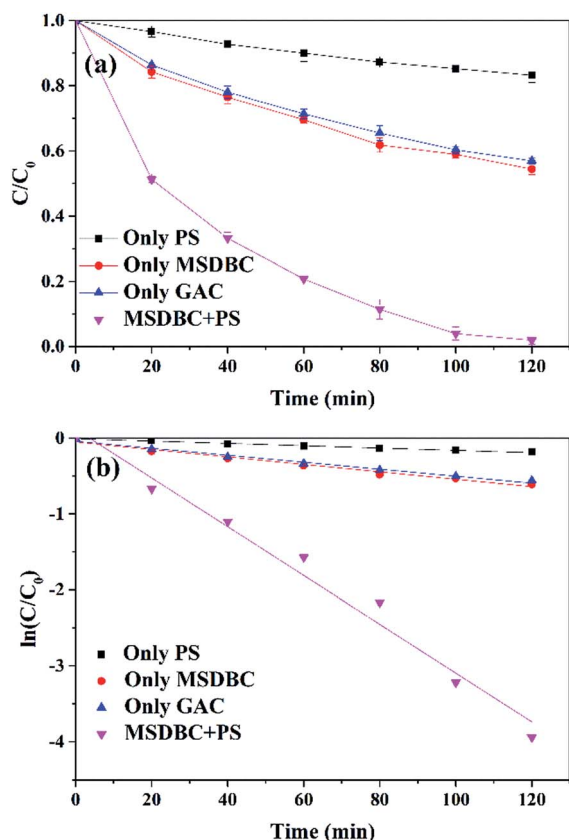 1.0
(a)
0.8
0.6
C/C₀
0.4
Only PS
Only MSDBC
0.2
Only GAC
MSDBC+PS
0.0
0 20 40 60 80 100 120
Time (min)
-0
(b)
-1
-2
ln(C/C₀)
Only PS
-3
Only MSDBC
Only GAC
-4
MSDBC+PS
0 20 40 60 80 100 120
Time (min)